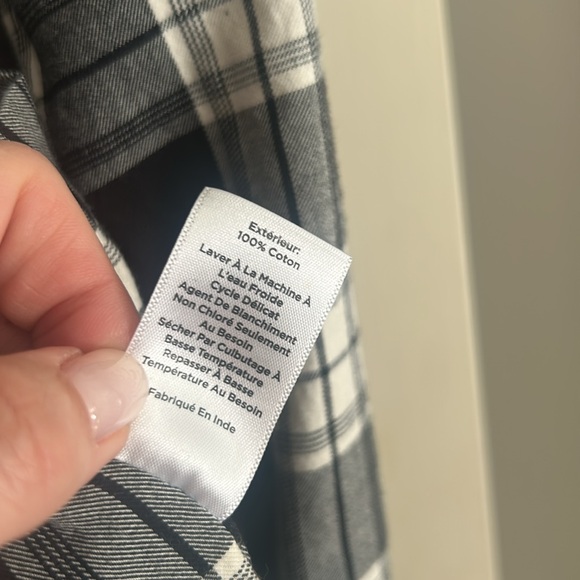 Extérieur:
100% Coton
Laver À La Machine À
L'eau Froide
Cycle Délicat
Agent De Blanchiment
Non Chloré Seulement
Au Besoin
Sécher Par Culbutage À
Basse Température
Repasser À Basse
Température Au Besoin
Fabriqué En Inde